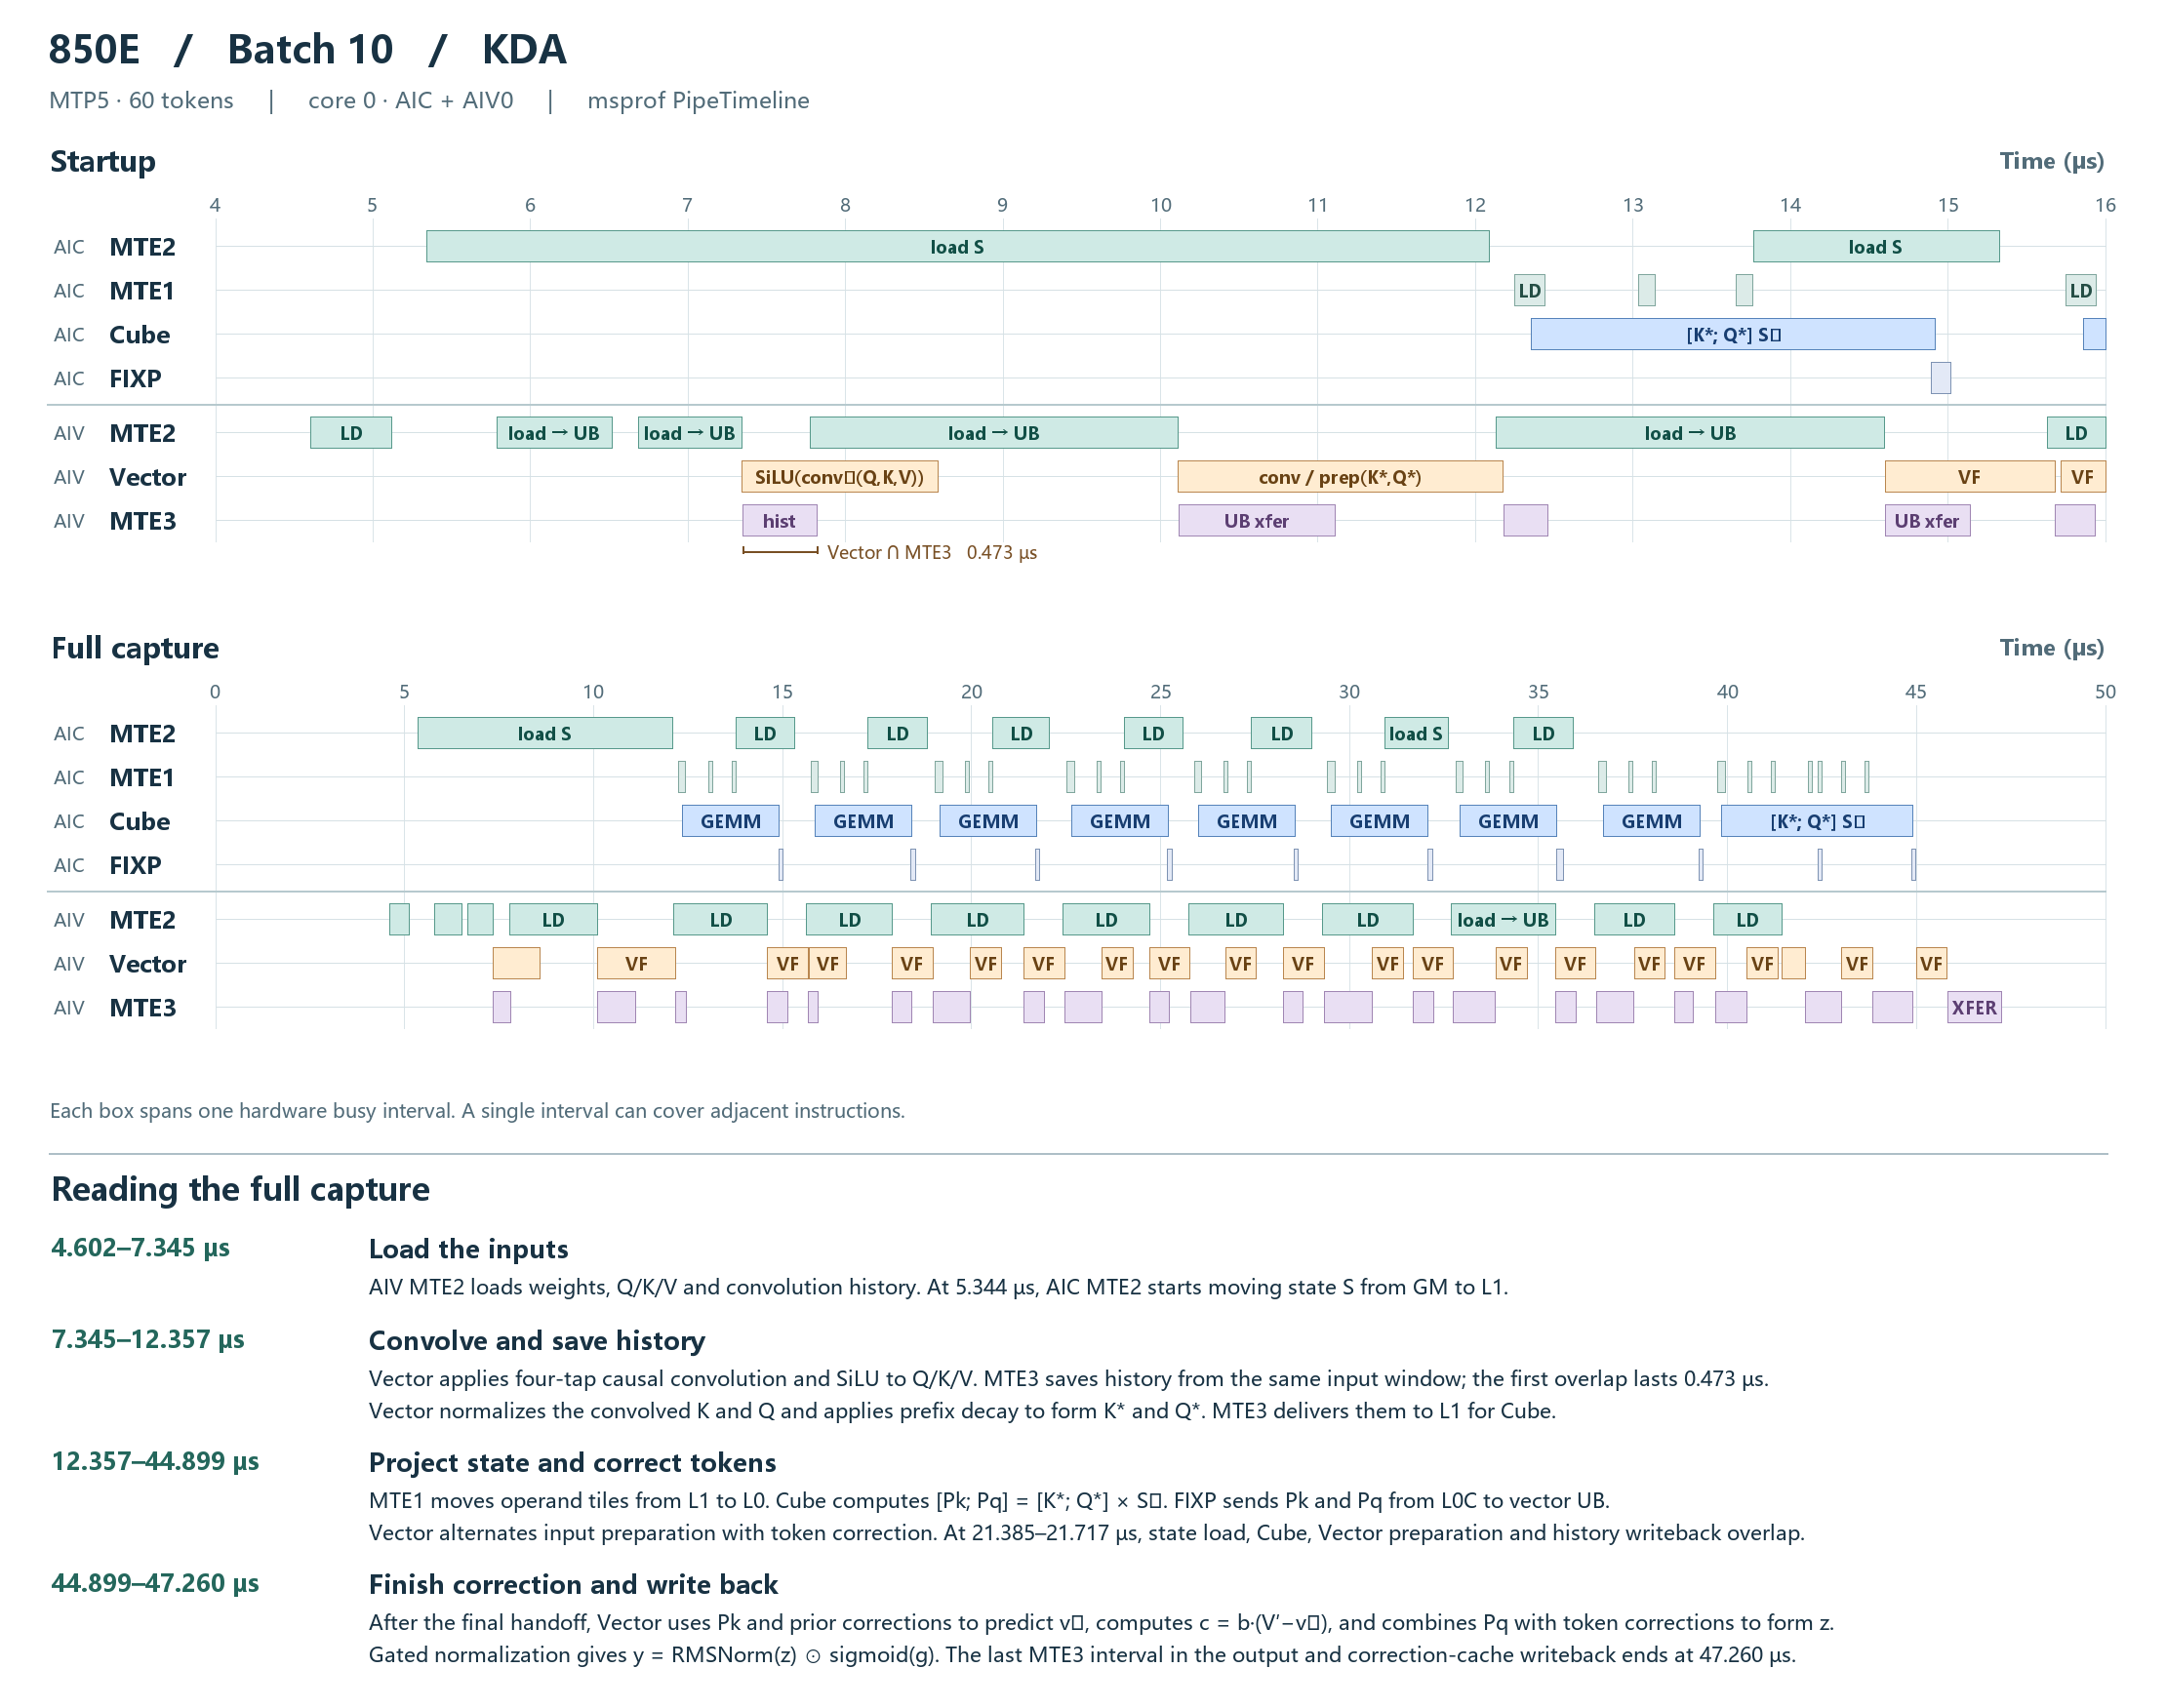 850E / Batch 10 / KDA
MTP5 · 60 tokens | core 0 · AIC + AIV0 | msprof PipeTimeline
Startup
Time (µs)
4 5 6 7 8 9 10 11 12 13 14 15 16
AIC MTE2 load S load S
AIC MTE1 LD LD
AIC Cube [K*; Q*] S▯
AIC FIXP
AIV MTE2 LD load → UB load → UB load → UB load → UB LD
AIV Vector SiLU(conv▯(Q,K,V)) conv / prep(K*,Q*) VF VF
AIV MTE3 hist UB xfer UB xfer
Vector ∩ MTE3 0.473 µs
Full capture
Time (µs)
0 5 10 15 20 25 30 35 40 45 50
AIC MTE2 load S LD LD LD LD LD load S LD
AIC MTE1
AIC Cube GEMM GEMM GEMM GEMM GEMM GEMM GEMM GEMM [K*; Q*] S▯
AIC FIXP
AIV MTE2 LD LD LD LD LD LD LD load → UB LD LD
AIV Vector VF VF VF VF VF VF VF VF VF VF VF VF VF VF VF VF VF VF VF
AIV MTE3 XFER
Each box spans one hardware busy interval. A single interval can cover adjacent instructions.
Reading the full capture
4.602–7.345 µs
Load the inputs
AIV MTE2 loads weights, Q/K/V and convolution history. At 5.344 µs, AIC MTE2 starts moving state S from GM to L1.
7.345–12.357 µs
Convolve and save history
Vector applies four-tap causal convolution and SiLU to Q/K/V. MTE3 saves history from the same input window; the first overlap lasts 0.473 µs.
Vector normalizes the convolved K and Q and applies prefix decay to form K* and Q*. MTE3 delivers them to L1 for Cube.
12.357–44.899 µs
Project state and correct tokens
MTE1 moves operand tiles from L1 to L0. Cube computes [Pk; Pq] = [K*; Q*] × S▯. FIXP sends Pk and Pq from L0C to vector UB.
Vector alternates input preparation with token correction. At 21.385–21.717 µs, state load, Cube, Vector preparation and history writeback overlap.
44.899–47.260 µs
Finish correction and write back
After the final handoff, Vector uses Pk and prior corrections to predict v▯, computes c = b·(V′−v▯), and combines Pq with token corrections to form z.
Gated normalization gives y = RMSNorm(z) ⊙ sigmoid(g). The last MTE3 interval in the output and correction-cache writeback ends at 47.260 µs.